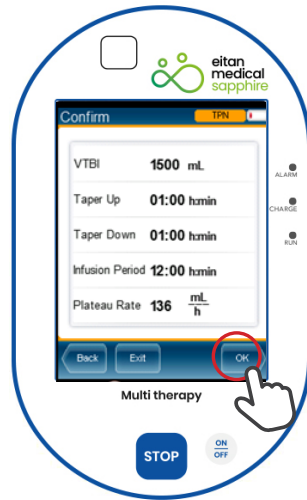 eitan
medical
sapphire
Confirm TPN
VTBI 1500 mL
Taper Up 01:00 h:min
Taper Down 01:00 h:min
Infusion Period 12:00 h:min
Plateau Rate 136 mL/h
Back Exit OK
ALARM
CHARGE
RUN
Multi therapy
STOP
ON
OFF